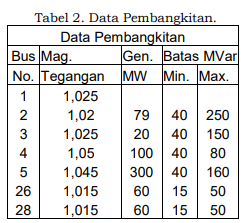 Tabel 2. Data Pembangkitan.
Data Pembangkitan
Bus Mag. Gen. Batas MVar
No. Tegangan MW Min. Max.
1 1,025
2 1,02 79 40 250
3 1,025 20 40 150
4 1,05 100 40 80
5 1,045 300 40 160
26 1,015 60 15 50
28 1,015 60 15 50